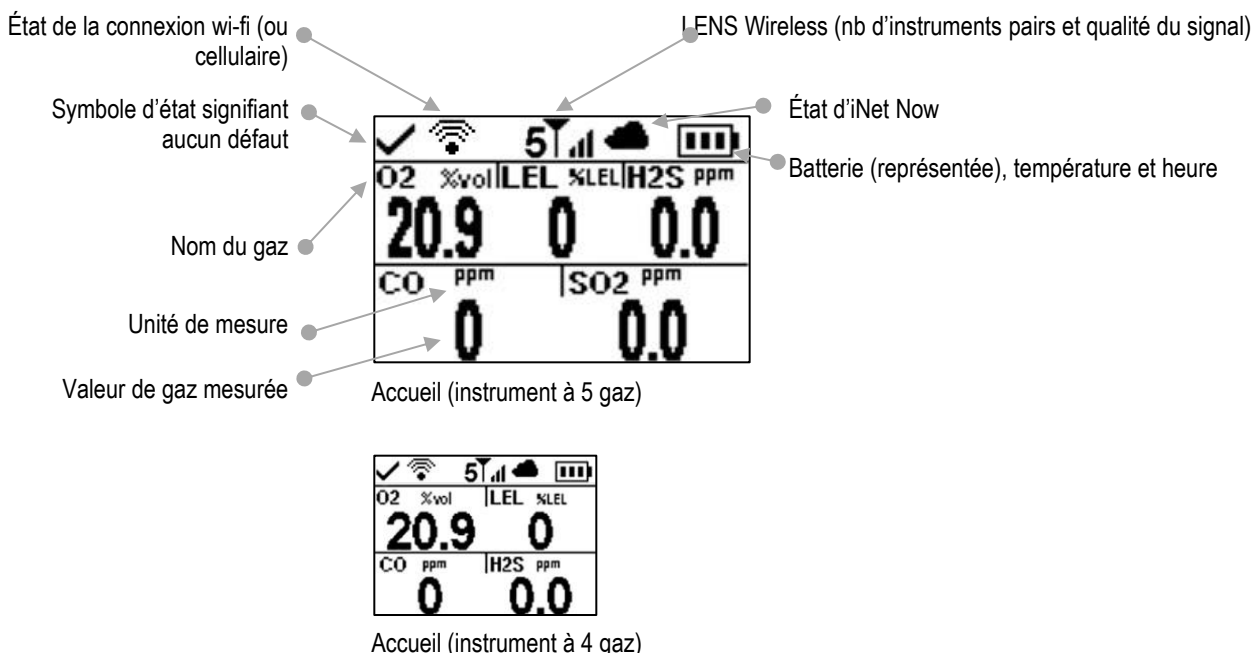 État de la connexion wi-fi (ou
cellulaire)
LENS Wireless (nb d’instruments pairs et qualité du signal)
Symbole d’état signifiant
aucun défaut
État d’iNet Now
Batterie (représentée), température et heure
Nom du gaz
Unité de mesure
Valeur de gaz mesurée
5
O2 %vol LEL %LEL H2S ppm
20.9 0 0.0
CO ppm SO2 ppm
0 0.0
Accueil (instrument à 5 gaz)
5
O2 %vol LEL %LEL
20.9 0
CO ppm H2S ppm
0 0.0
Accueil (instrument à 4 gaz)